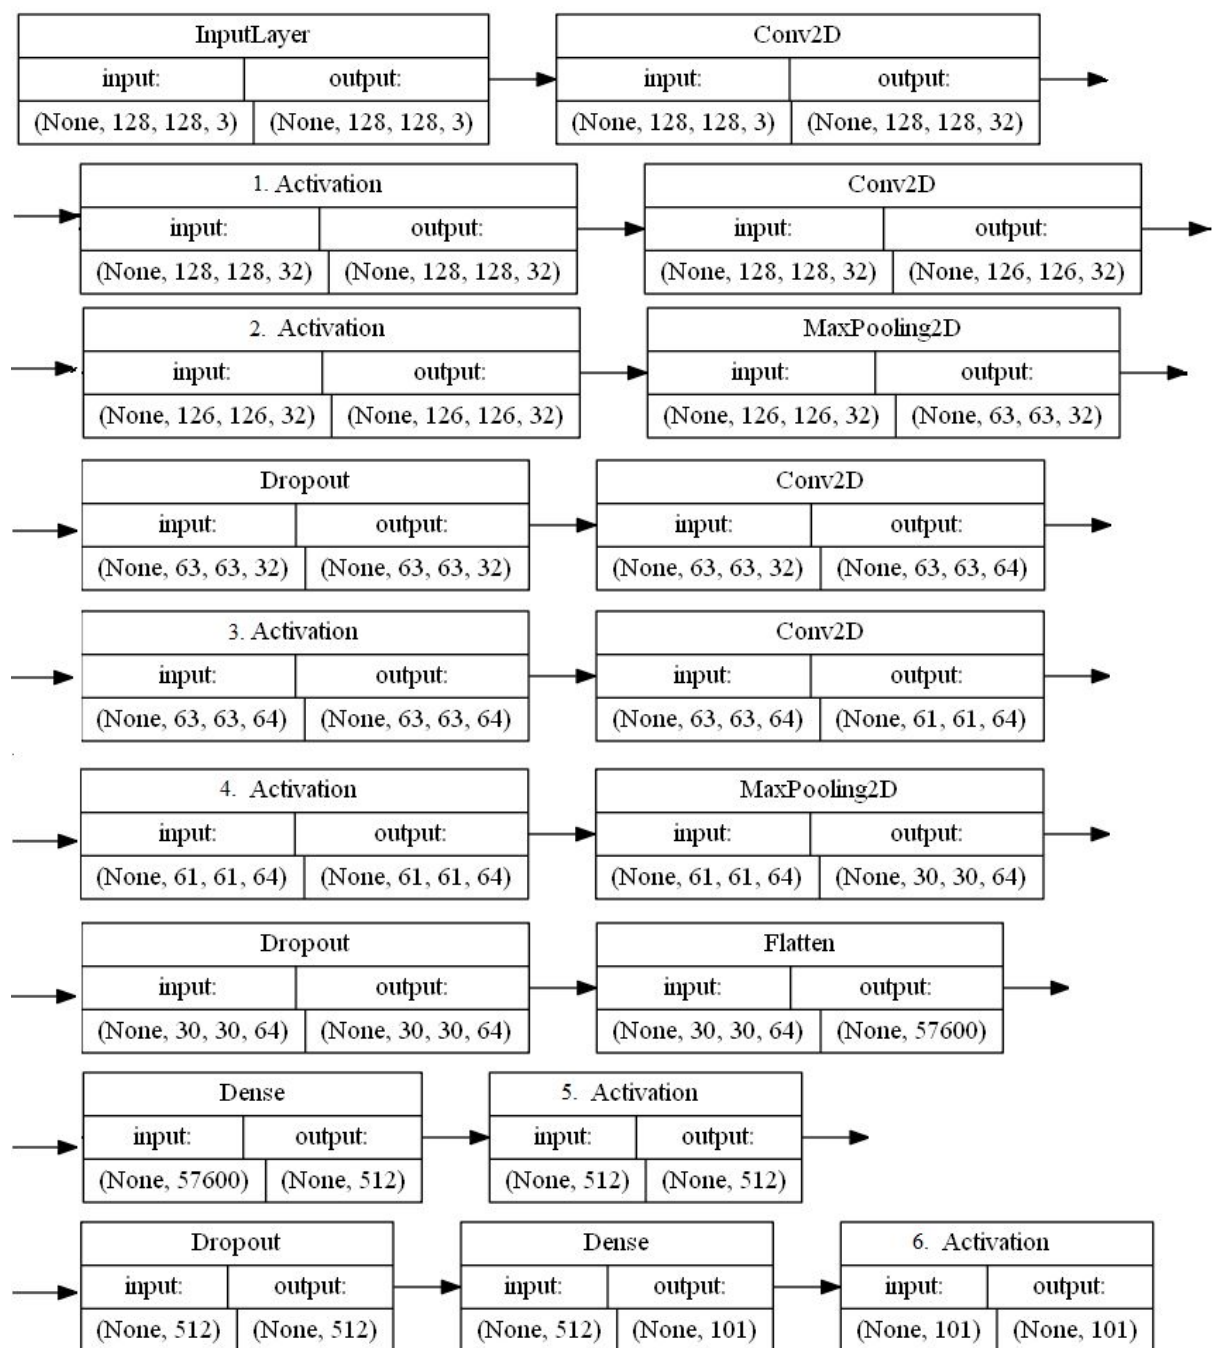 InputLayer Conv2D
input: output: input: output:
(None, 128, 128, 3) (None, 128, 128, 3) (None, 128, 128, 3) (None, 128, 128, 32)
1. Activation Conv2D
input: output: input: output:
(None, 128, 128, 32) (None, 128, 128, 32) (None, 128, 128, 32) (None, 126, 126, 32)
2. Activation MaxPooling2D
input: output: input: output:
(None, 126, 126, 32) (None, 126, 126, 32) (None, 126, 126, 32) (None, 63, 63, 32)
Dropout Conv2D
input: output: input: output:
(None, 63, 63, 32) (None, 63, 63, 32) (None, 63, 63, 32) (None, 63, 63, 64)
3. Activation Conv2D
input: output: input: output:
(None, 63, 63, 64) (None, 63, 63, 64) (None, 63, 63, 64) (None, 61, 61, 64)
4. Activation MaxPooling2D
input: output: input: output:
(None, 61, 61, 64) (None, 61, 61, 64) (None, 61, 61, 64) (None, 30, 30, 64)
Dropout Flatten
input: output: input: output:
(None, 30, 30, 64) (None, 30, 30, 64) (None, 30, 30, 64) (None, 57600)
Dense 5. Activation
input: output: input: output:
(None, 57600) (None, 512) (None, 512) (None, 512)
Dropout Dense 6. Activation
input: output: input: output: input: output:
(None, 512) (None, 512) (None, 512) (None, 101) (None, 101) (None, 101)